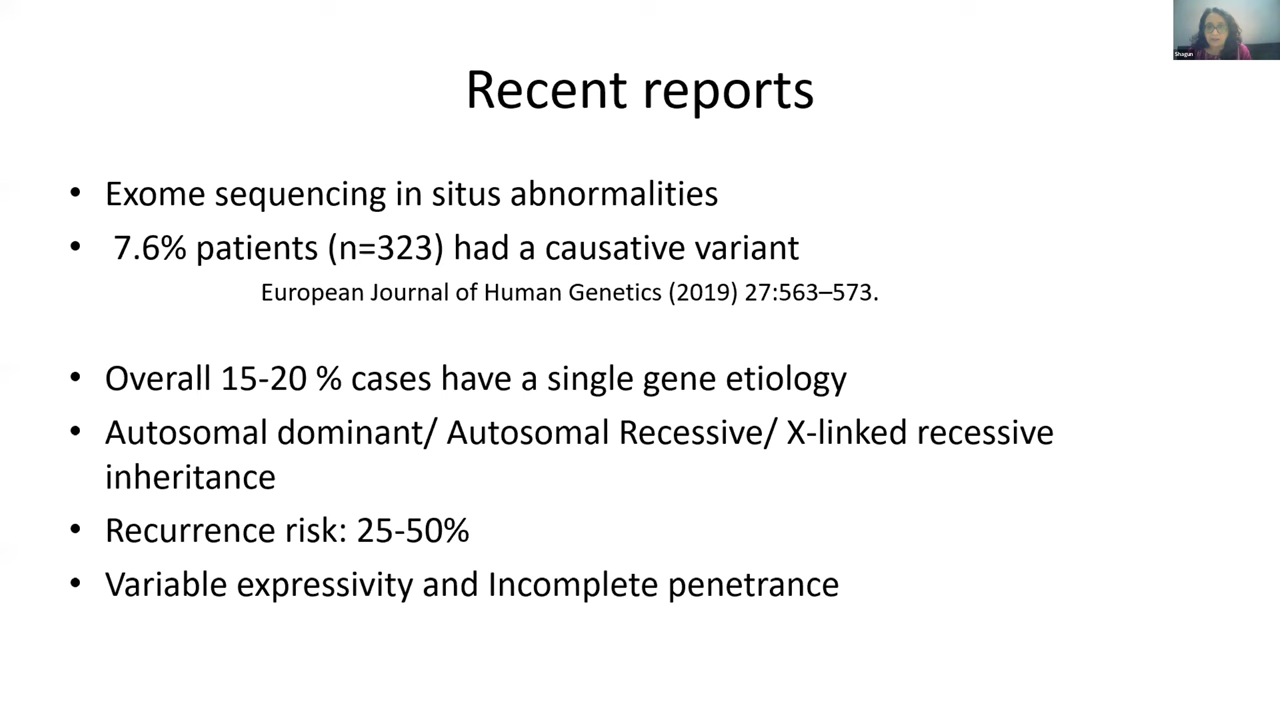 Shagun
Recent reports
• Exome sequencing in situs abnormalities
• 7.6% patients (n=323) had a causative variant
European Journal of Human Genetics (2019) 27:563–573.
• Overall 15-20 % cases have a single gene etiology
• Autosomal dominant/ Autosomal Recessive/ X-linked recessive
inheritance
• Recurrence risk: 25-50%
• Variable expressivity and Incomplete penetrance